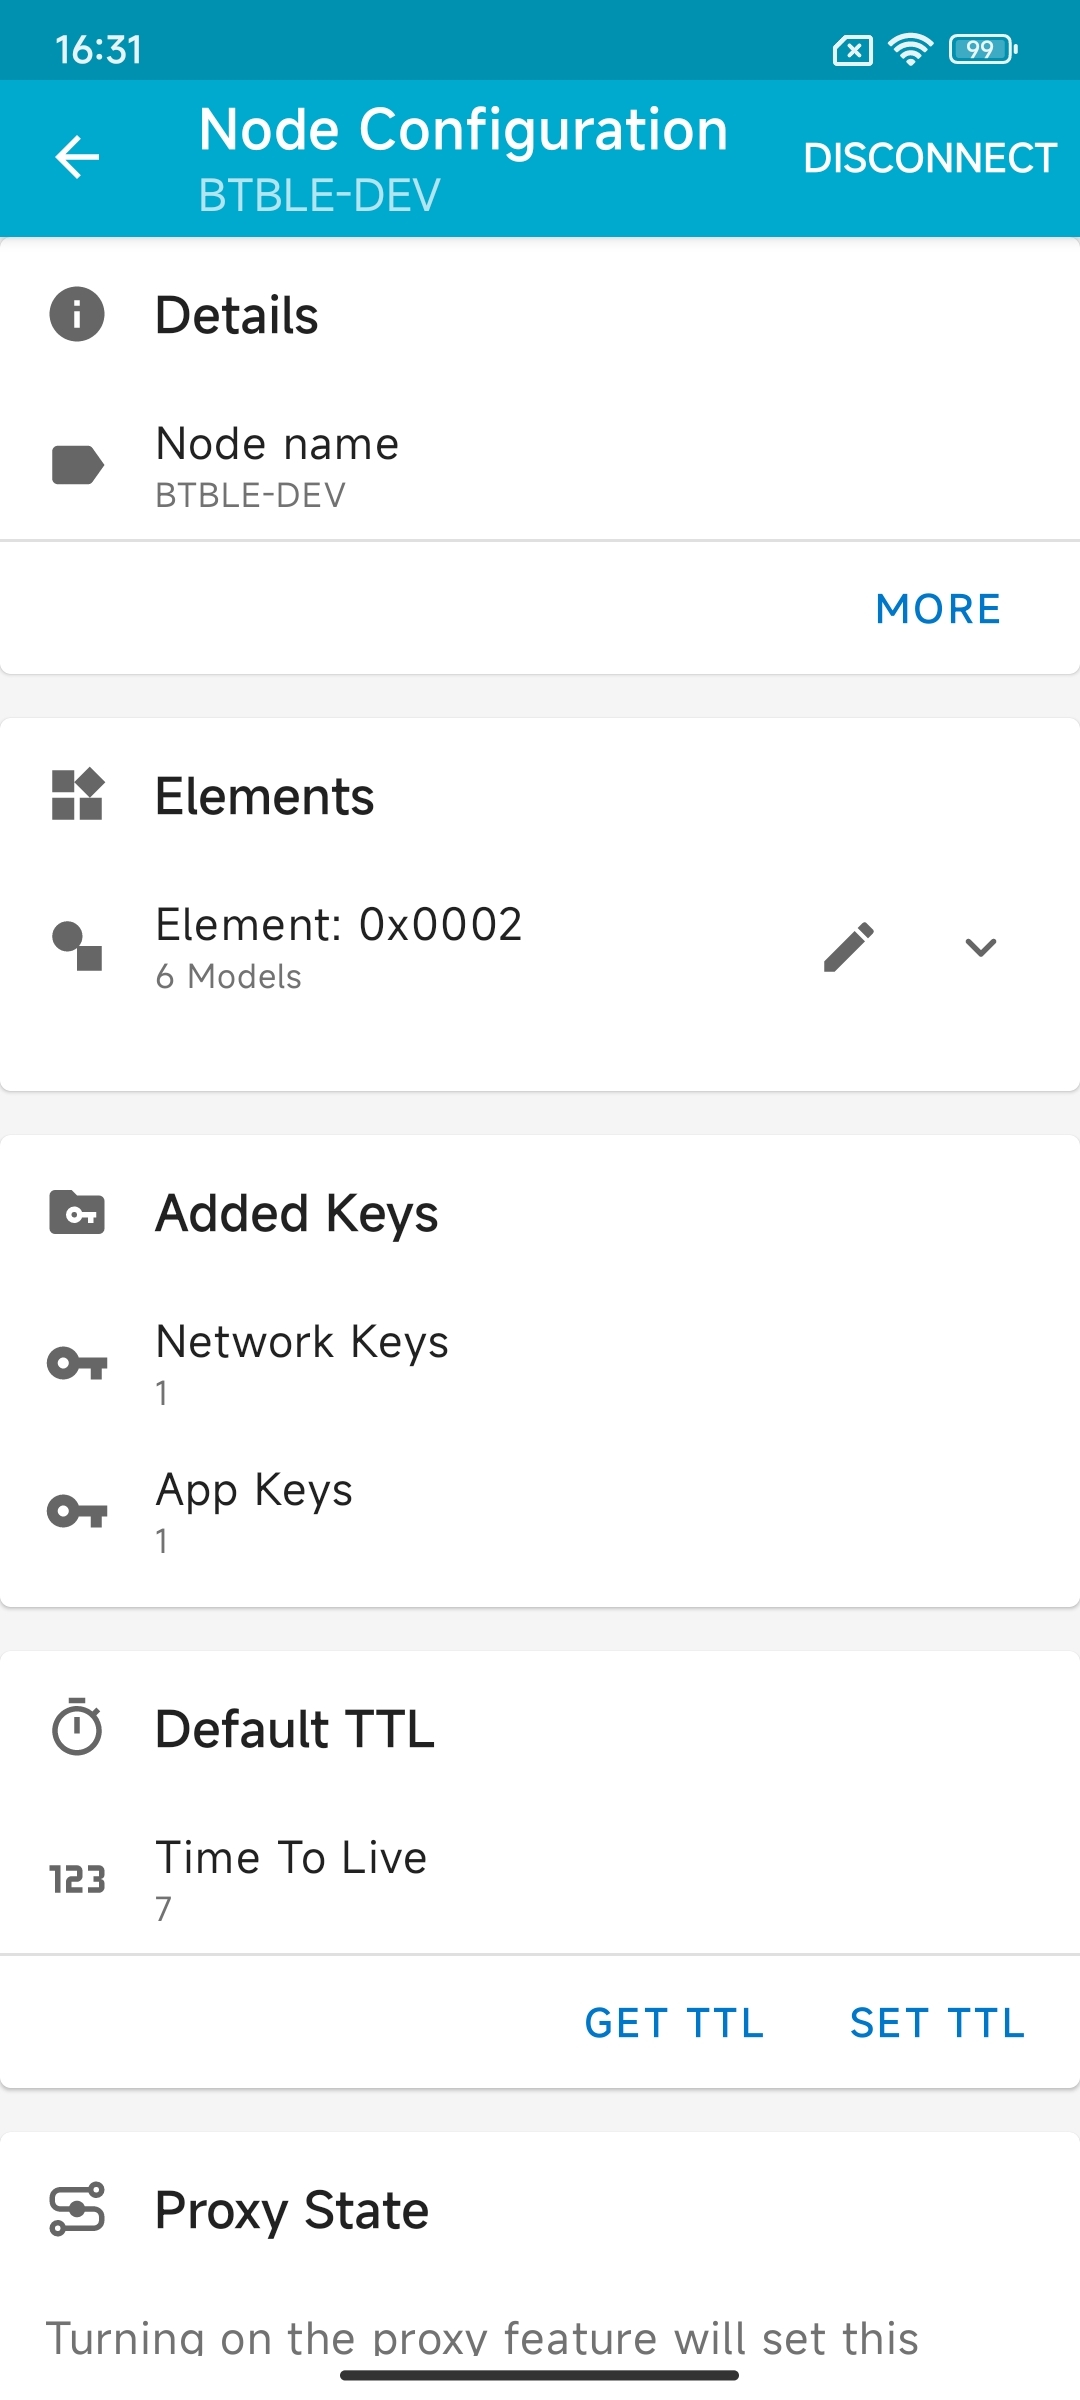 16:31
99
Node Configuration
BTBLE-DEV
DISCONNECT
Details
Node name
BTBLE-DEV
MORE
Elements
Element: 0x0002
6 Models
Added Keys
Network Keys
1
App Keys
1
Default TTL
123
Time To Live
7
GET TTL
SET TTL
Proxy State
Turning on the proxy feature will set this